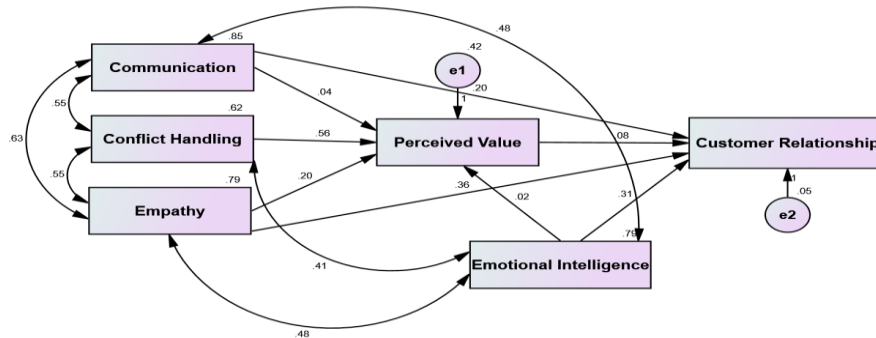 .48
.85
.42
Communication
e1
.20
.04
1
.55
.62
.63
Conflict Handling
.56
Perceived Value
.08
Customer Relationship
.55
.79
.20
.36
.31
1
.05
Empathy
.02
e2
.79
.41
Emotional Intelligence
.48